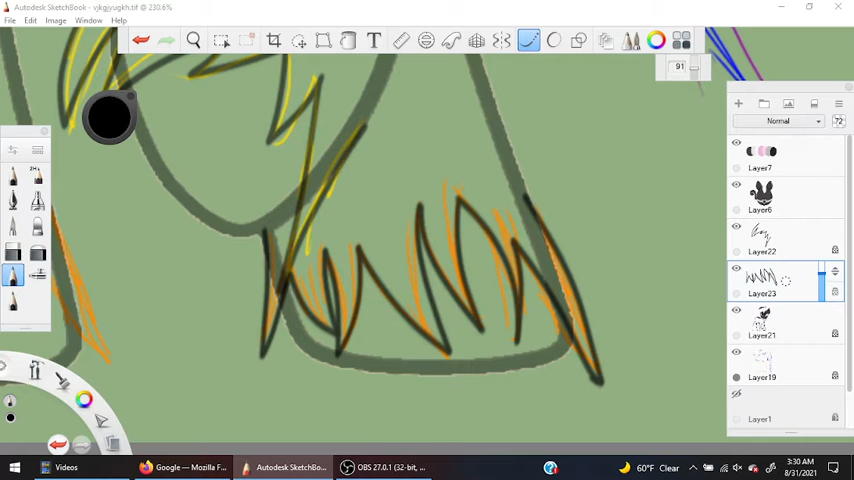 Autodesk SketchBook - vjkgjyugkh.tif @ 230.6%
File Edit Image Window Help
T
91
Normal
72
Layer7
Layer6
Layer22
Layer23
Layer21
Layer19
Layer1
2H
Videos
Google — Mozilla F...
Autodesk SketchBo...
OBS 27.0.1 (32-bit, ...
60°F Clear
3:30 AM
8/31/2021